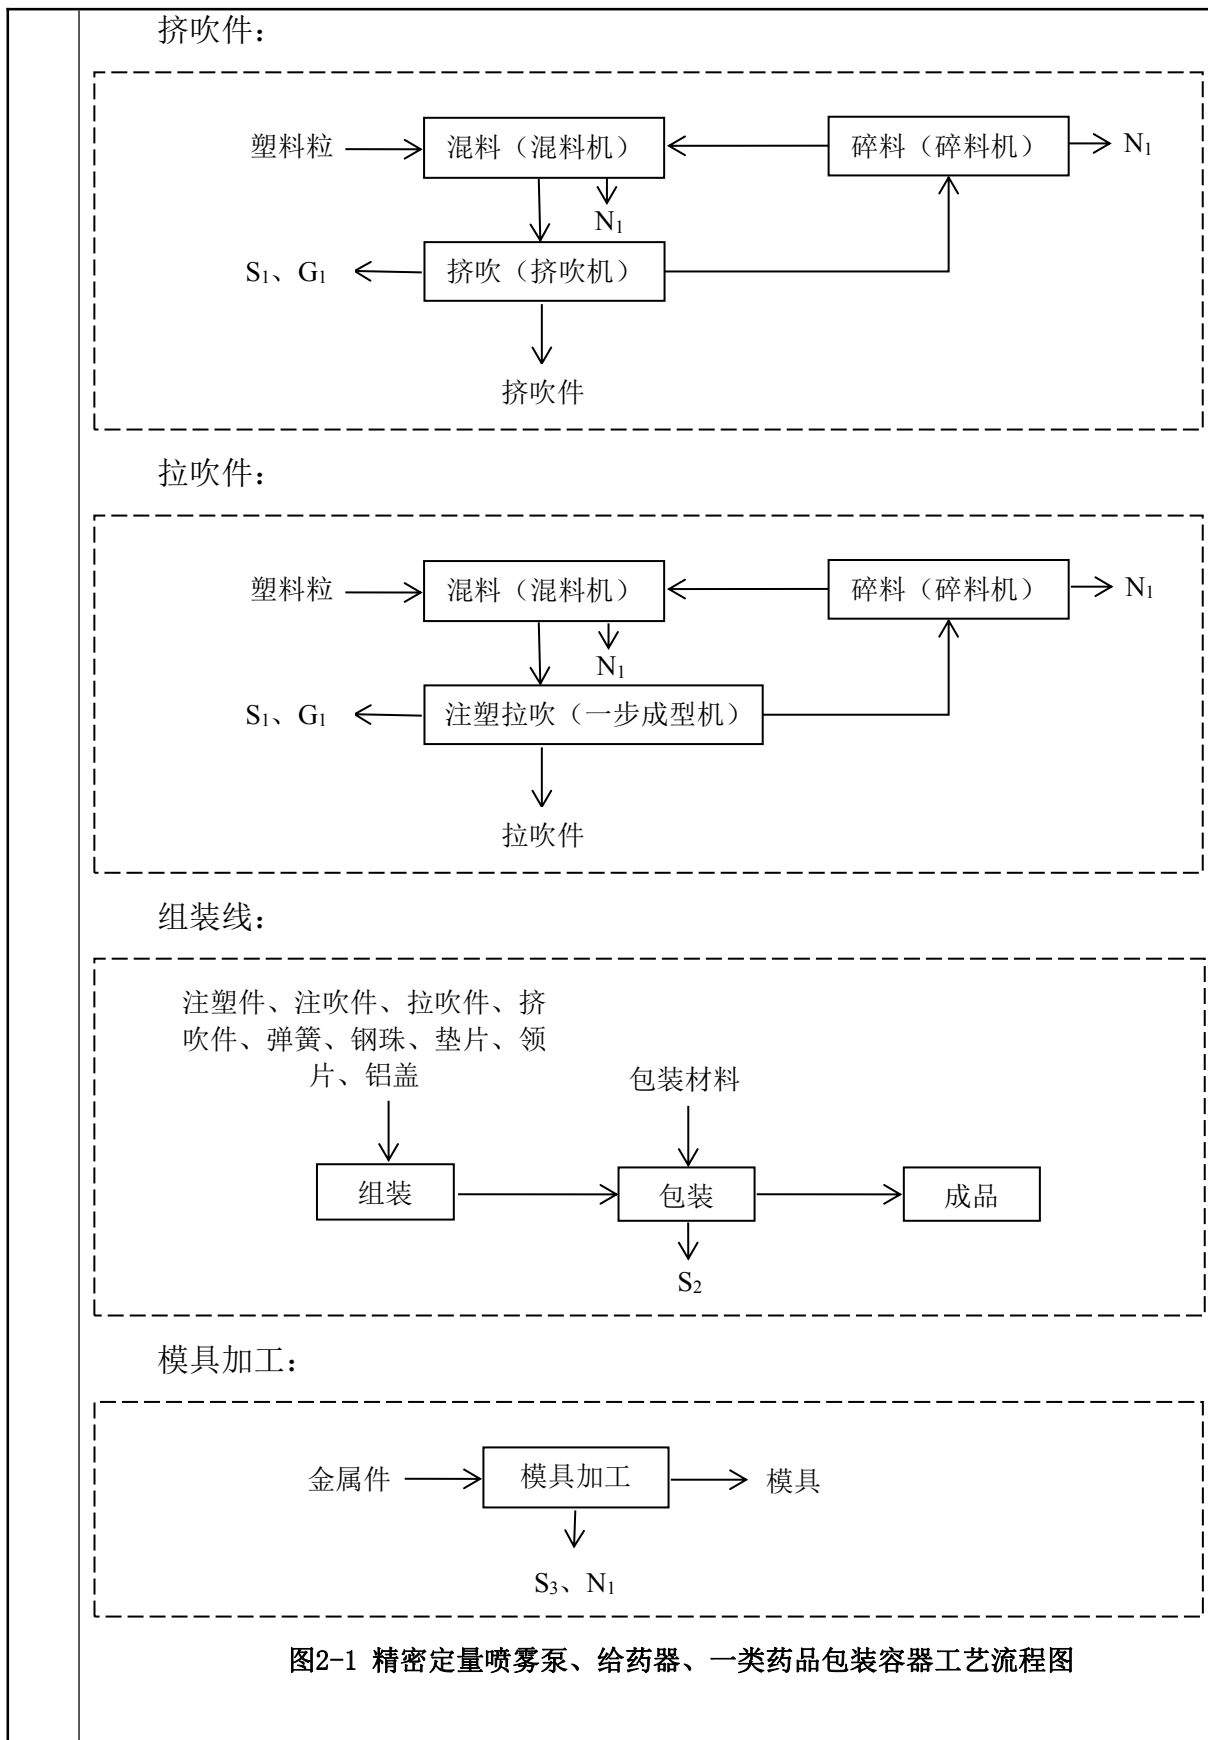 挤吹件：
塑料粒
混料（混料机）
碎料（碎料机）
N₁
N₁
S₁、G₁
挤吹（挤吹机）
挤吹件
拉吹件：
塑料粒
混料（混料机）
碎料（碎料机）
N₁
N₁
S₁、G₁
注塑拉吹（一步成型机）
拉吹件
组装线：
注塑件、注吹件、拉吹件、挤
吹件、弹簧、钢珠、垫片、领
片、铝盖
包装材料
组装
包装
成品
S₂
模具加工：
金属件
模具加工
模具
S₃、N₁
图2-1 精密定量喷雾泵、给药器、一类药品包装容器工艺流程图